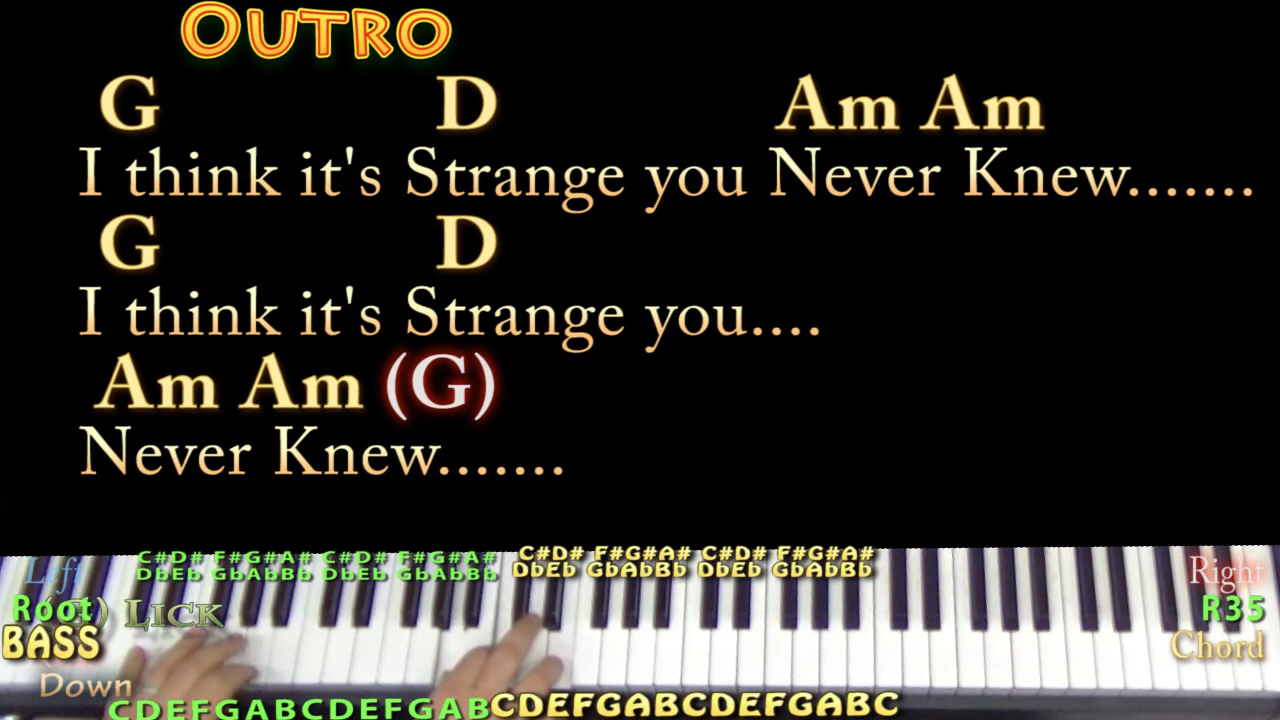 OUTRO
G D Am Am
I think it's Strange you Never Knew.......
G D
I think it's Strange you....
Am Am (G)
Never Knew.......
C#D# F#G#A# C#D# F#G#A# C#D# F#G#A# C#D# F#G#A#
DbEb GbAbBb DbEb GbAbBb DbEb GbAbBb DbEb GbAbBb
Left Right
Root ) LICK R35
BASS Chord
Down
CDEFGABCDEFGABCDEFGABCDEFGABC